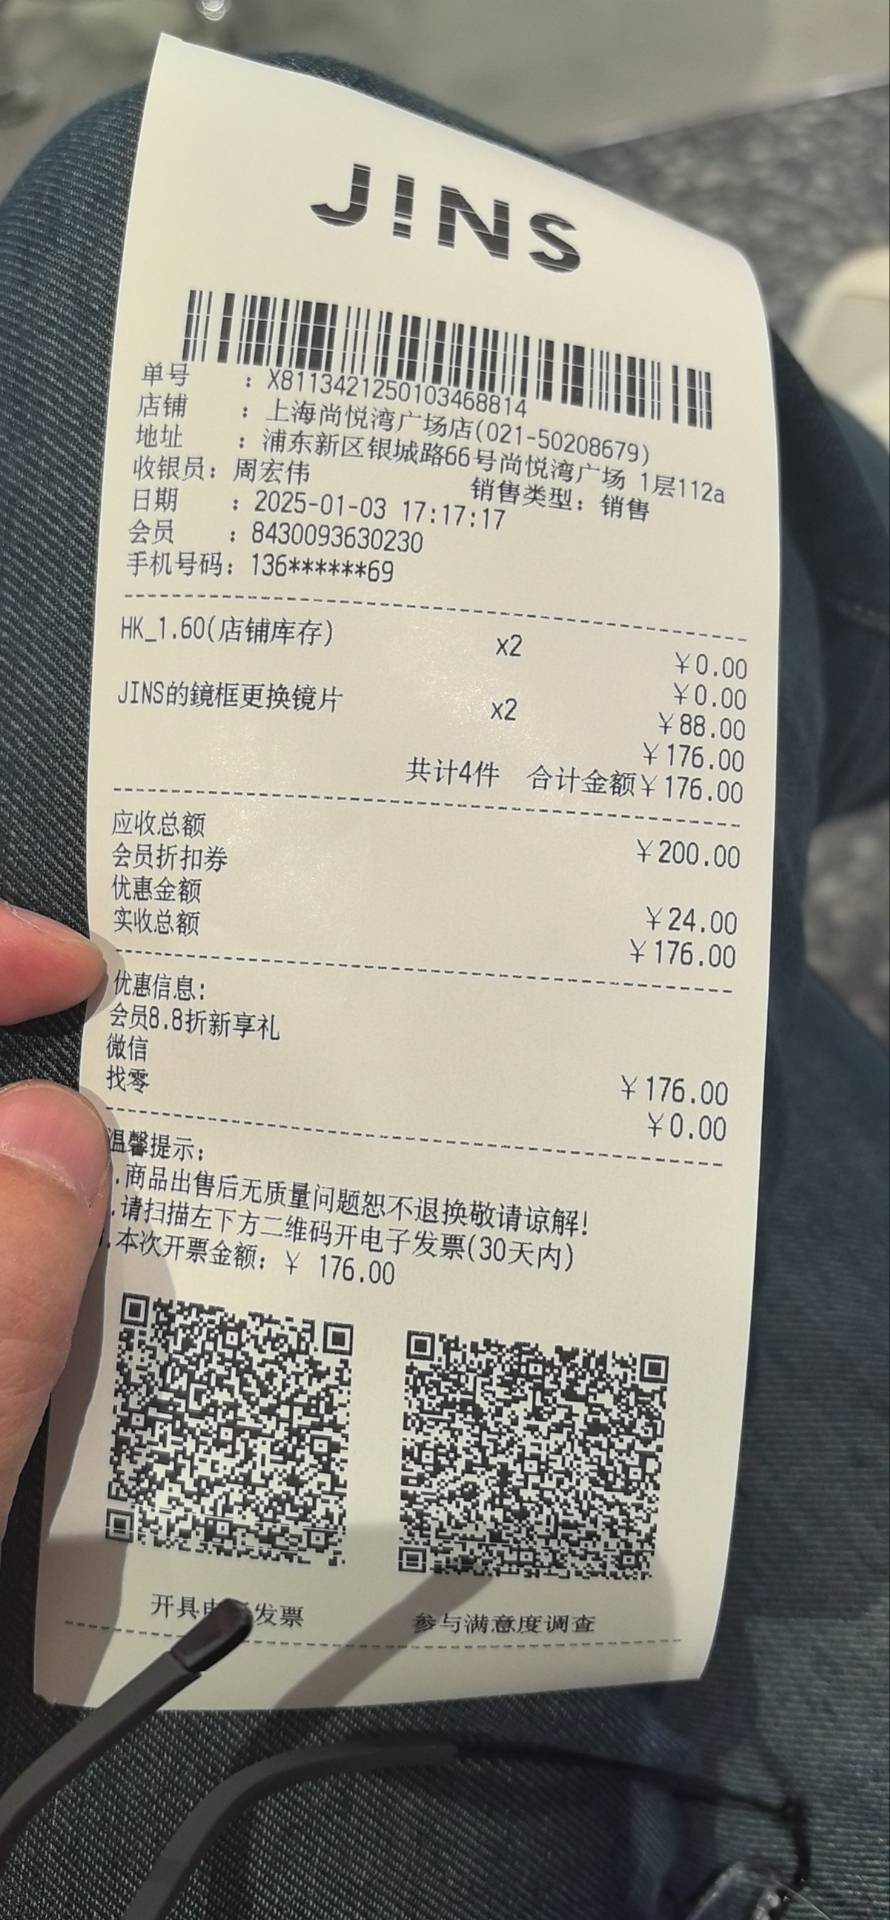 JINS
单号 : X81134212501034688​14
店铺 : 上海尚悦湾广场店(021-50208679)
地址 : 浦东新区银城路66号尚悦湾广场 1层112a
收银员: 周宏伟 销售类型: 销售
日期 : 2025-01-03 17:17:17
会员 : 8430093630230
手机号码: 136******69
HK_1.60(店铺库存) x2 ¥0.00
¥0.00
JINS的鏡框更换镜片 x2 ¥88.00
¥176.00
共计4件 合计金额¥176.00
应收总额 ¥200.00
会员折扣券
优惠金额 ¥24.00
实收总额 ¥176.00
优惠信息:
会员8.8折新享礼
微信 ¥176.00
找零 ¥0.00
温馨提示:
.商品出售后无质量问题恕不退换敬请谅解!
.请扫描左下方二维码开电子发票(30天内)
.本次开票金额: ¥ 176.00
开具电 发票 参与满意度调查